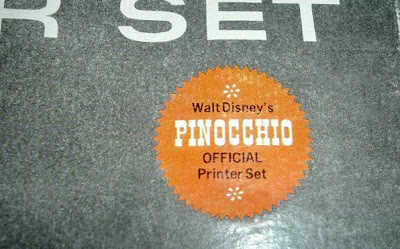 R SET
Walt Disney's
PINOCCHIO
OFFICIAL
Printer Set